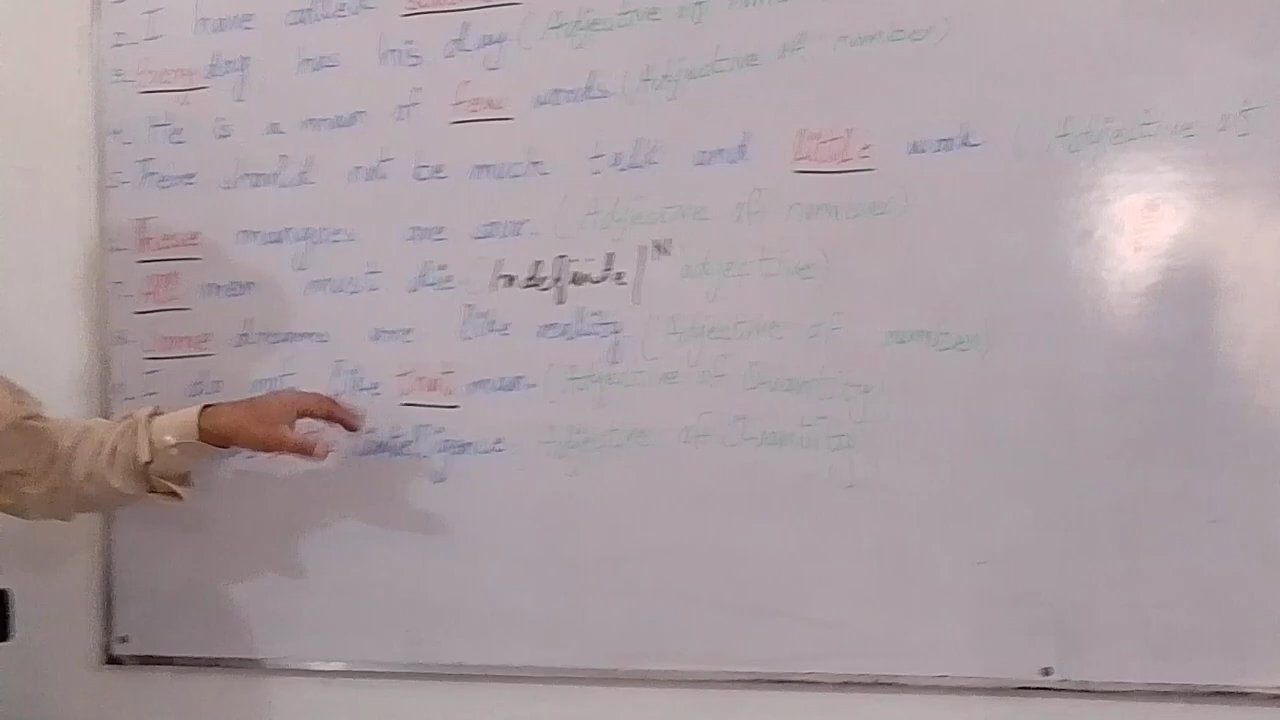 2- I have called
3- Every dog has his day (Adjective of number
4- He is a man of few words (Adjective of number)
5- There should not be much talk and little work ( Adjective of
These mangoes are sour. (Adjective of number)
7- All men must die Indefinite adjective)
8- Some dreams are like reality (Adjective of number)
9- I do not like that man- (Adjective of Quantity)
intelligence Adjective of Quantity